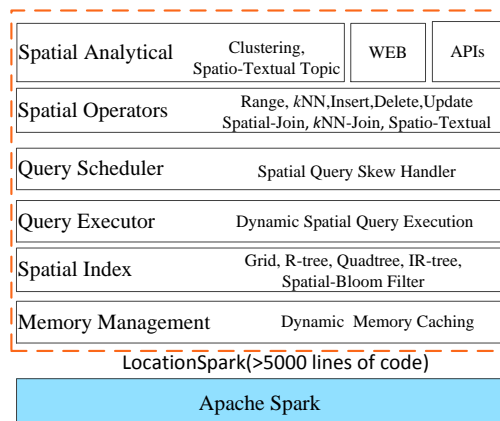 Spatial Analytical
Clustering,
Spatio-Textual Topic
WEB
APIs
Spatial Operators
Range, kNN,Insert,Delete,Update
Spatial-Join, kNN-Join, Spatio-Textual
Query Scheduler
Spatial Query Skew Handler
Query Executor
Dynamic Spatial Query Execution
Spatial Index
Grid, R-tree, Quadtree, IR-tree,
Spatial-Bloom Filter
Memory Management
Dynamic Memory Caching
LocationSpark(>5000 lines of code)
Apache Spark